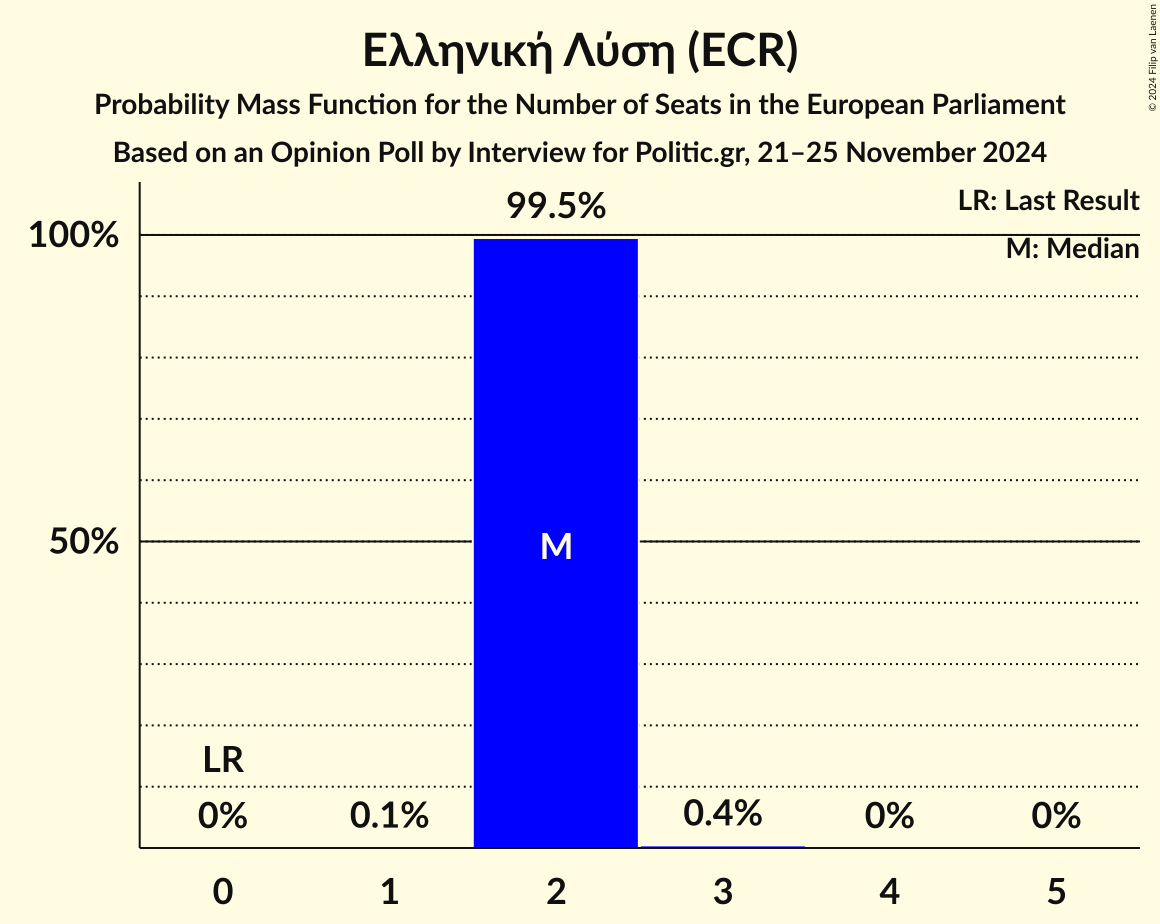 Ελληνική Λύση (ECR)
Probability Mass Function for the Number of Seats in the European Parliament
Based on an Opinion Poll by Interview for Politic.gr, 21–25 November 2024
© 2024 Filip van Laenen
LR: Last Result
M: Median
99.5%
100%
50%
M
LR
0%
0.1%
0.4%
0%
0%
0
1
2
3
4
5